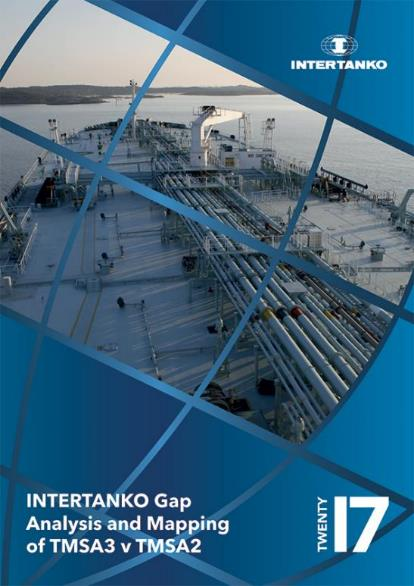 INTERTANKO
INTERTANKO Gap
Analysis and Mapping
of TMSA3 v TMSA2
TWENTY
17